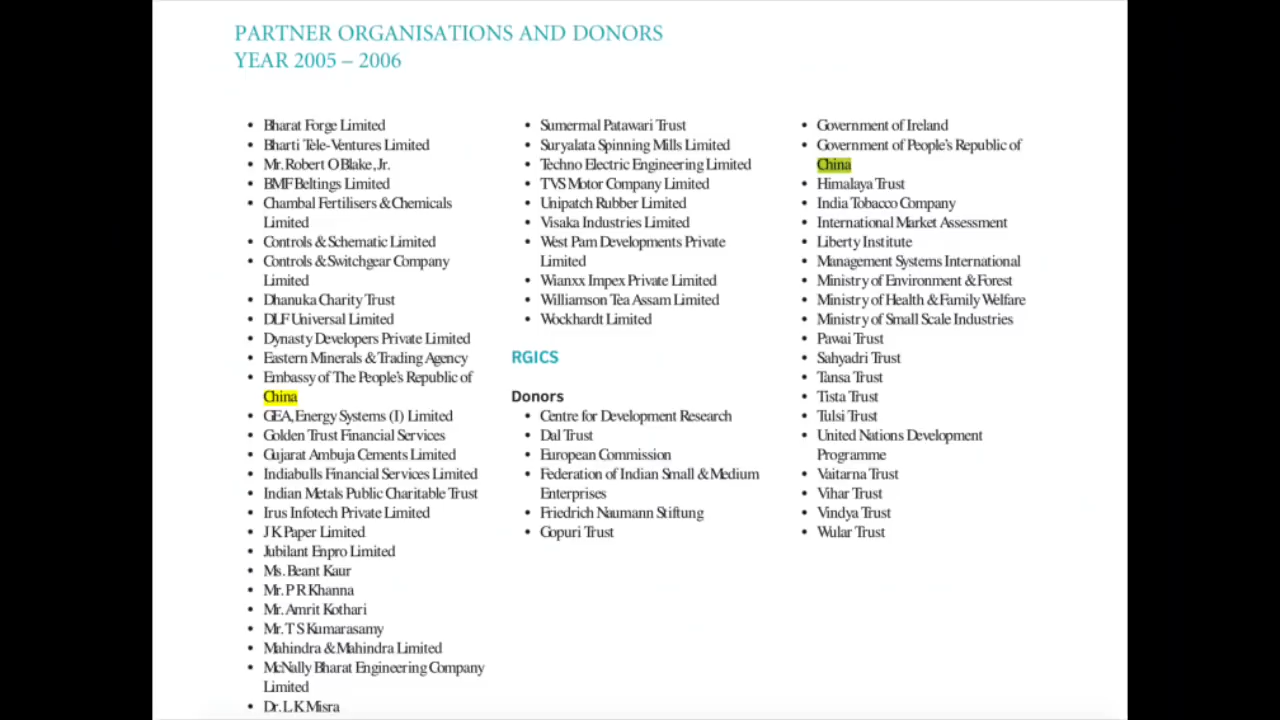 PARTNER ORGANISATIONS AND DONORS
YEAR 2005 – 2006
• Bharat Forge Limited
• Bharti Tele-Ventures Limited
• Mr. Robert O Blake, Jr.
• BMF Beltings Limited
• Chambal Fertilisers & Chemicals
Limited
• Controls & Schematic Limited
• Controls & Switchgear Company
Limited
• Dhanuka Charity Trust
• DLF Universal Limited
• Dynasty Developers Private Limited
• Eastern Minerals & Trading Agency
• Embassy of The People's Republic of
China
• GEA, Energy Systems (I) Limited
• Golden Trust Financial Services
• Gujarat Ambuja Cements Limited
• Indiabulls Financial Services Limited
• Indian Metals Public Charitable Trust
• Irus Infotech Private Limited
• J K Paper Limited
• Jubilant Enpro Limited
• Ms. Beant Kaur
• Mr. P R Khanna
• Mr. Amrit Kothari
• Mr. T S Kumarasamy
• Mahindra & Mahindra Limited
• McNally Bharat Engineering Company
Limited
• Dr. L K Misra
• Sumermal Patawari Trust
• Suryalata Spinning Mills Limited
• Techno Electric Engineering Limited
• TVS Motor Company Limited
• Unipatch Rubber Limited
• Visaka Industries Limited
• West Pam Developments Private
Limited
• Wianxx Impex Private Limited
• Williamson Tea Assam Limited
• Wockhardt Limited
RGICS
Donors
• Centre for Development Research
• Dal Trust
• European Commission
• Federation of Indian Small & Medium
Enterprises
• Friedrich Naumann Stiftung
• Gopuri Trust
• Government of Ireland
• Government of People's Republic of
China
• Himalaya Trust
• India Tobacco Company
• International Market Assessment
• Liberty Institute
• Management Systems International
• Ministry of Environment & Forest
• Ministry of Health & Family Welfare
• Ministry of Small Scale Industries
• Pawai Trust
• Sahyadri Trust
• Tansa Trust
• Tista Trust
• Tulsi Trust
• United Nations Development
Programme
• Vaitarna Trust
• Vihar Trust
• Vindya Trust
• Wular Trust